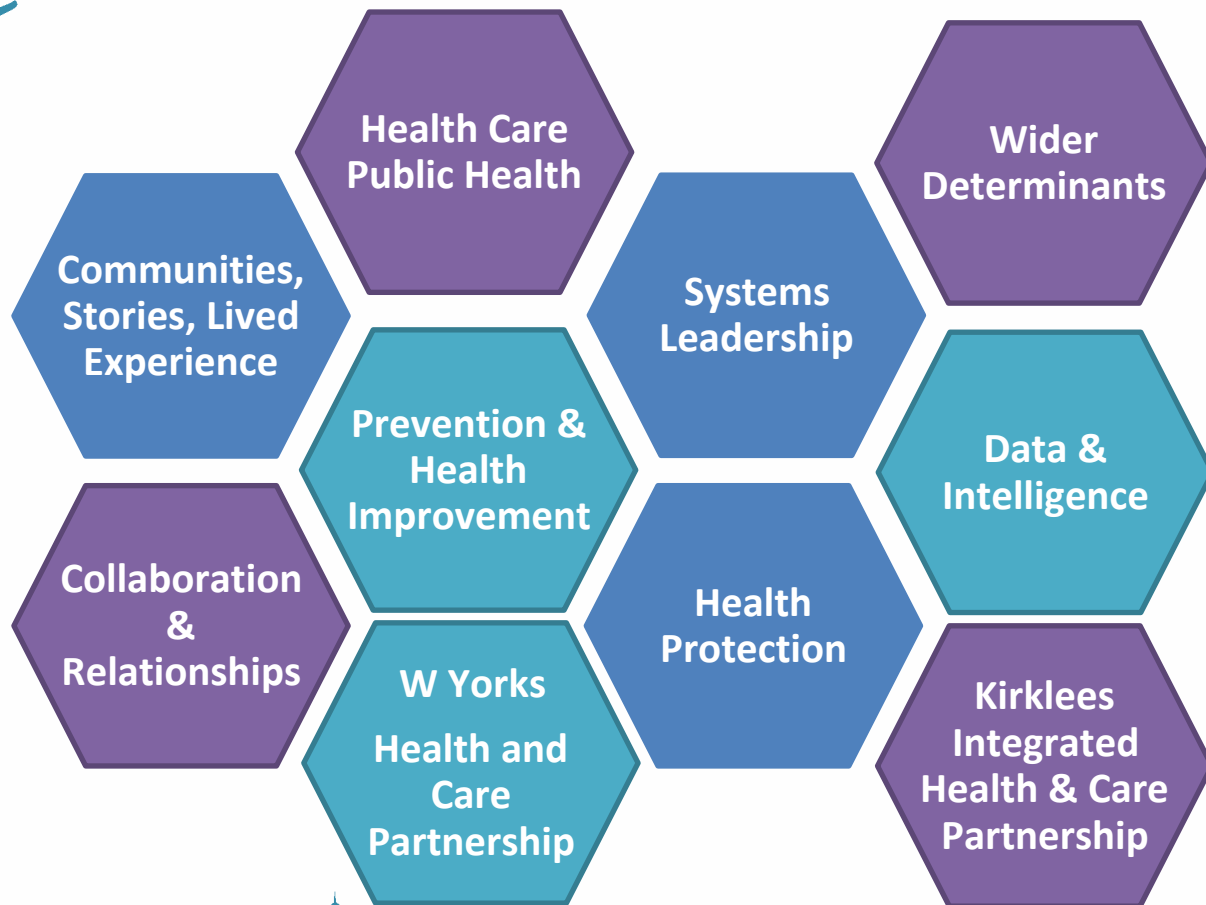 Health Care
Public Health
Wider
Determinants
Communities,
Stories, Lived
Experience
Systems
Leadership
Prevention &
Health
Improvement
Data &
Intelligence
Collaboration
&
Relationships
Health
Protection
W Yorks
Health and
Care
Partnership
Kirklees
Integrated
Health & Care
Partnership